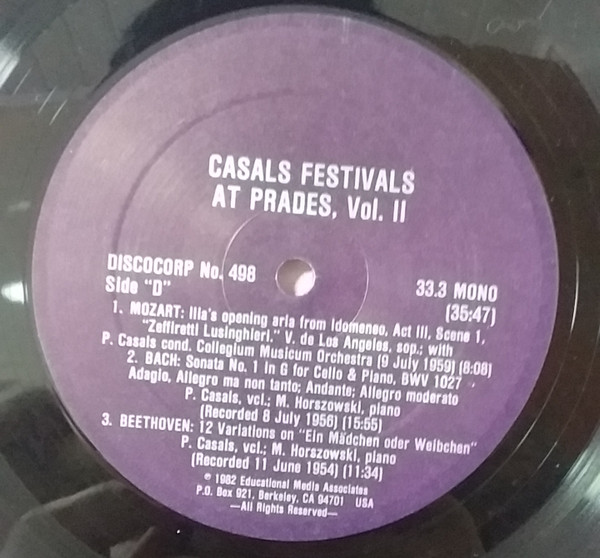 CASALS FESTIVALS
AT PRADES, Vol. II
DISCOCORP No. 498
33.3 MONO
Side "D"
(35:47)
1. MOZART: Ilia's opening aria from Idomeneo, Act III, Scene 1,
"Zeffiretti Lusinghieri." V. de Los Angeles, sop.; with
P. Casals cond. Collegium Musicum Orchestra (9 July 1959) (8:08)
2. BACH: Sonata No. 1 in G for Cello & Piano, BWV 1027
Adagio, Allegro ma non tanto; Andante; Allegro moderato
P. Casals, vcl.; M. Horszowski, piano
(Recorded 8 July 1956) (15:55)
3. BEETHOVEN: 12 Variations on "Ein Mädchen oder Weibchen"
P. Casals, vcl.; M. Horszowski, piano
(Recorded 11 June 1954) (11:34)
℗ 1982 Educational Media Associates
P.O. Box 921, Berkeley, CA 94701 USA
—All Rights Reserved—